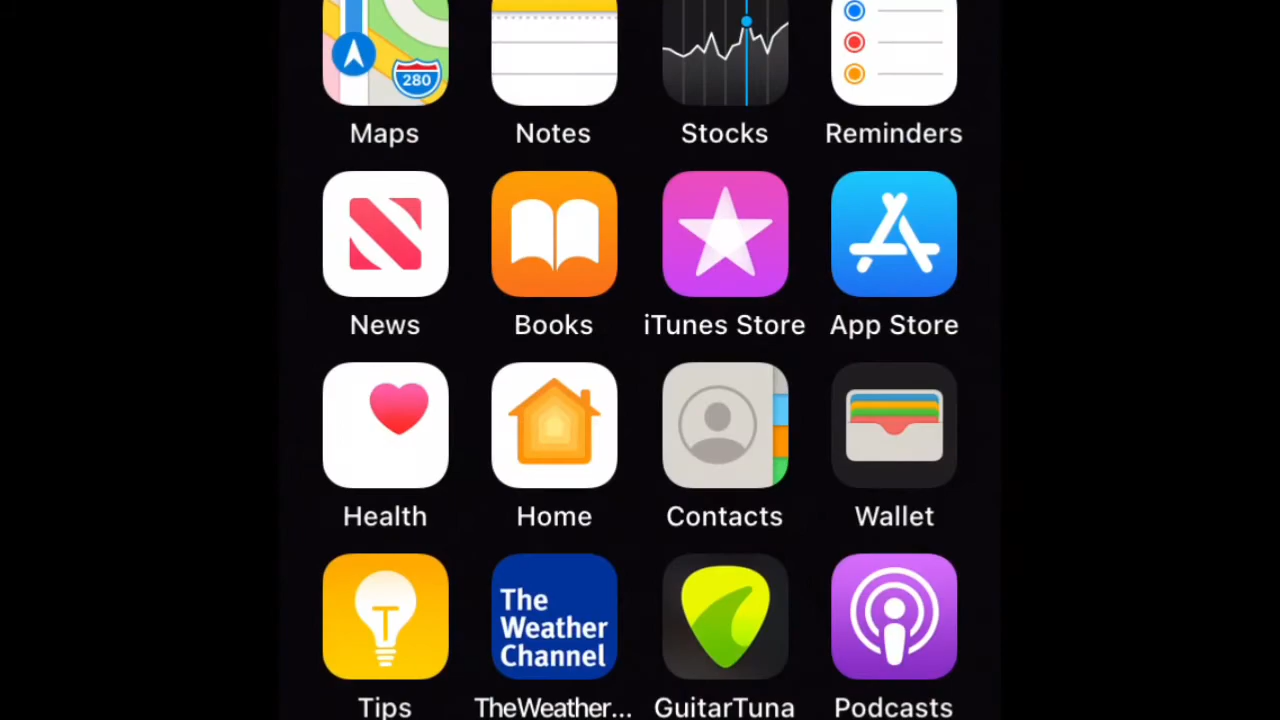 280
Maps
Notes
Stocks
Reminders
News
Books
iTunes Store
App Store
Health
Home
Contacts
Wallet
The
Weather
Channel
Tips
TheWeather...
GuitarTuna
Podcasts